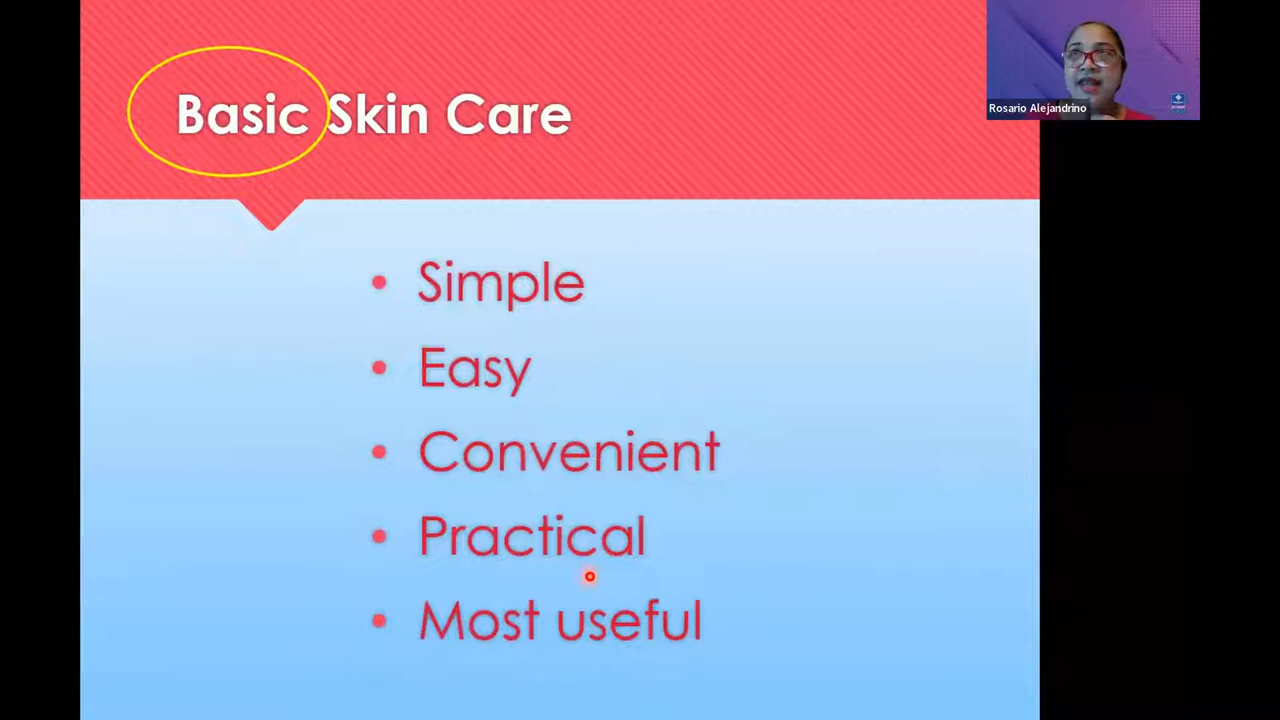 Basic Skin Care
Rosario Alejandrino
• Simple
• Easy
• Convenient
• Practical
• Most useful